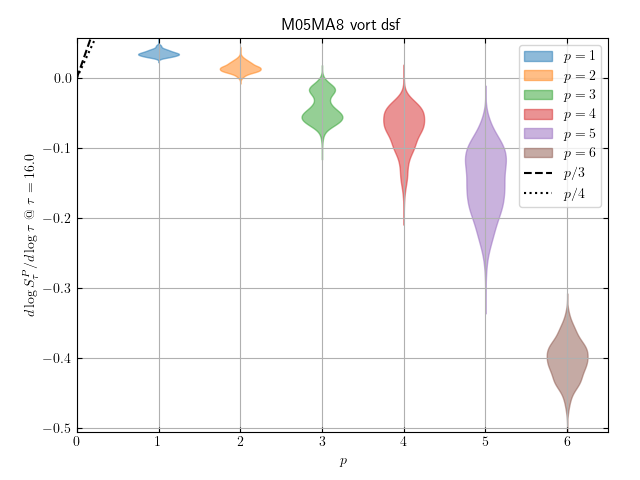 M05MA8 vort dsf
d log S_τ^P / d log τ @ τ = 16.0
0.0
−0.1
−0.2
−0.3
−0.4
−0.5
0 1 2 3 4 5 6
p
p = 1
p = 2
p = 3
p = 4
p = 5
p = 6
p/3
p/4